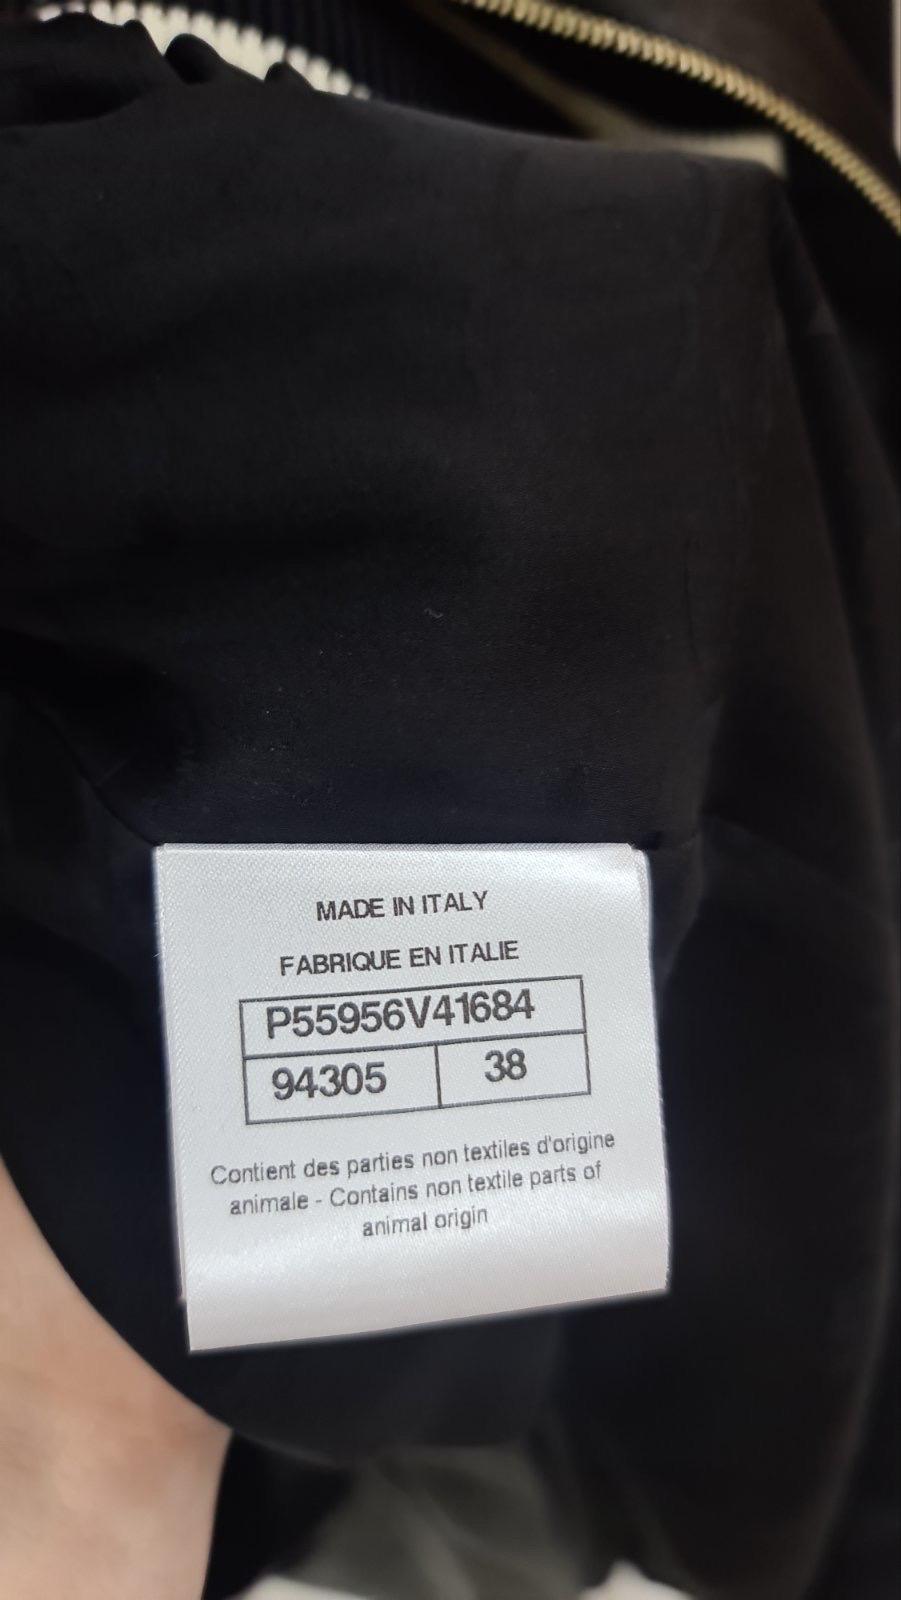 MADE IN ITALY
FABRIQUE EN ITALIE
P55956V41684
94305 38
Contient des parties non textiles d'origine
animale - Contains non textile parts of
animal origin